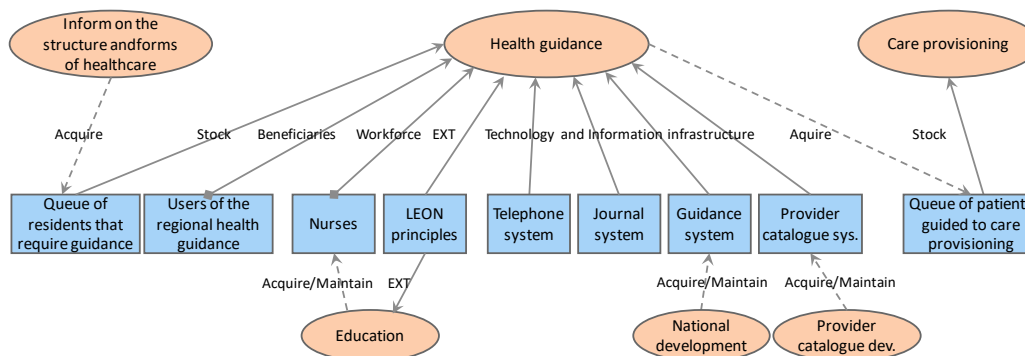 Inform on the
structure andforms
of healthcare
Health guidance
Care provisioning
Acquire
Stock
Beneficiaries
Workforce
EXT
Technology and Information infrastructure
Aquire
Stock
Queue of
residents that
require guidance
Users of the
regional health
guidance
Nurses
LEON
principles
Telephone
system
Journal
system
Guidance
system
Provider
catalogue sys.
Queue of patient
guided to care
provisioning
Acquire/Maintain
EXT
Acquire/Maintain
Acquire/Maintain
Education
National
development
Provider
catalogue dev.